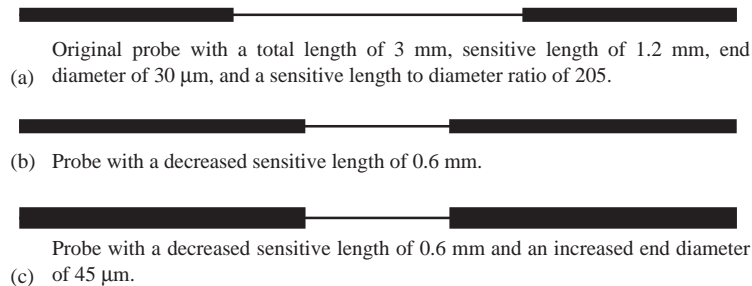 Original probe with a total length of 3 mm, sensitive length of 1.2 mm, end
(a) diameter of 30 μm, and a sensitive length to diameter ratio of 205.
(b) Probe with a decreased sensitive length of 0.6 mm.
Probe with a decreased sensitive length of 0.6 mm and an increased end diameter
(c) of 45 μm.